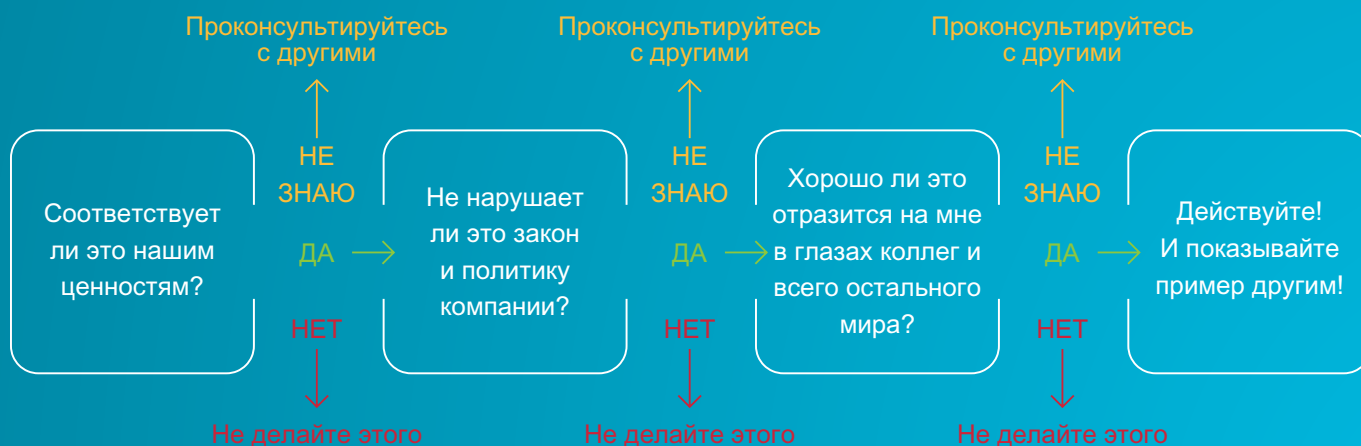 Проконсультируйтесь
с другими
Проконсультируйтесь
с другими
Проконсультируйтесь
с другими
Соответствует
ли это нашим
ценностям?
НЕ
ЗНАЮ
ДА
НЕТ
Не нарушает
ли это закон
и политику
компании?
НЕ
ЗНАЮ
ДА
НЕТ
Хорошо ли это
отразится на мне
в глазах коллег и
всего остального
мира?
НЕ
ЗНАЮ
ДА
НЕТ
Действуйте!
И показывайте
пример другим!
Не делайте этого
Не делайте этого
Не делайте этого